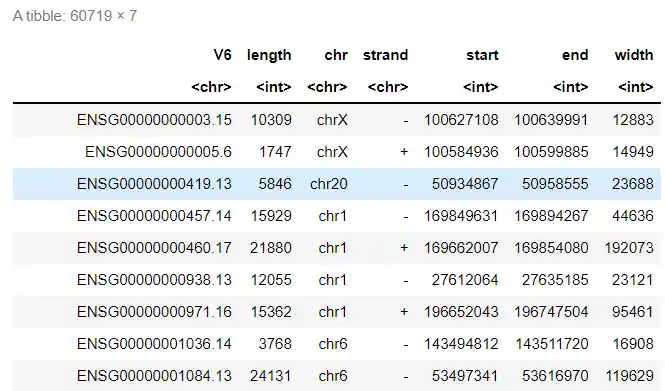 A tibble: 60719 × 7
V6 length chr strand start end width
<chr> <int> <chr> <chr> <int> <int> <int>
ENSG00000000003.15 10309 chrX - 100627108 100639991 12883
ENSG00000000005.6 1747 chrX + 100584936 100599885 14949
ENSG00000000419.13 5846 chr20 - 50934867 50958555 23688
ENSG00000000457.14 15929 chr1 - 169849631 169894267 44636
ENSG00000000460.17 21880 chr1 + 169662007 169854080 192073
ENSG00000000938.13 12055 chr1 - 27612064 27635185 23121
ENSG00000000971.16 15362 chr1 + 196652043 196747504 95461
ENSG00000001036.14 3768 chr6 - 143494812 143511720 16908
ENSG00000001084.13 24131 chr6 - 53497341 53616970 119629